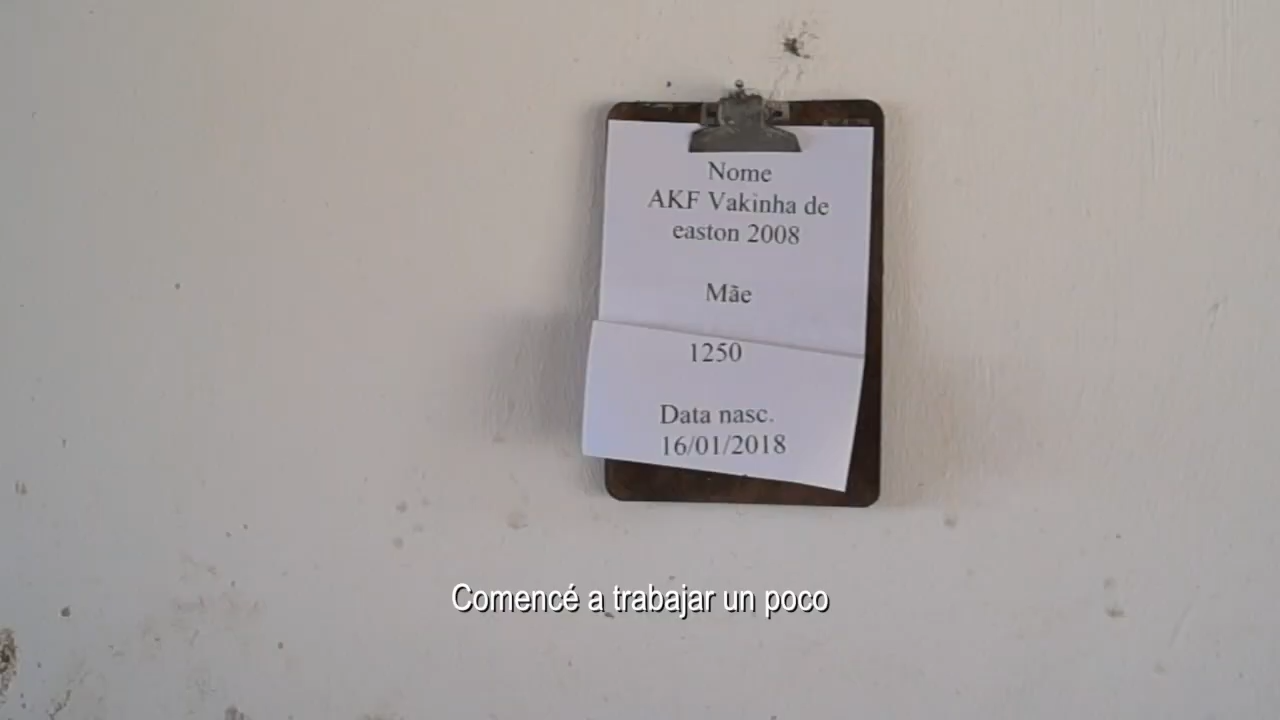 Nome
AKF Vakinha de
easton 2008
Mãe
1250
Data nasc.
16/01/2018
Comencé a trabajar un poco